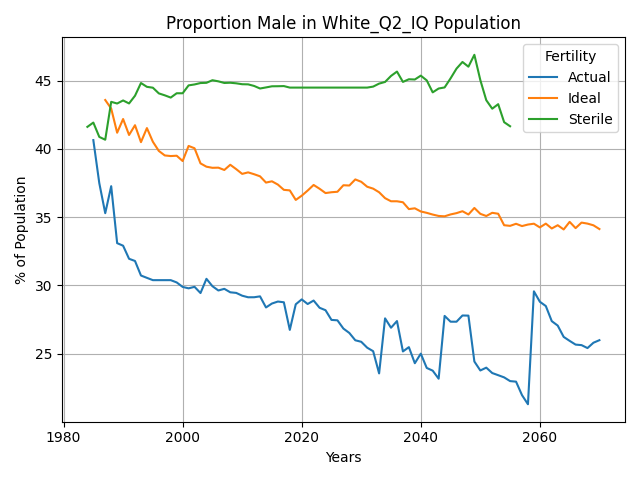 Proportion Male in White_Q2_IQ Population
Fertility
Actual
Ideal
Sterile
% of Population
45
40
35
30
25
1980
2000
2020
2040
2060
Years